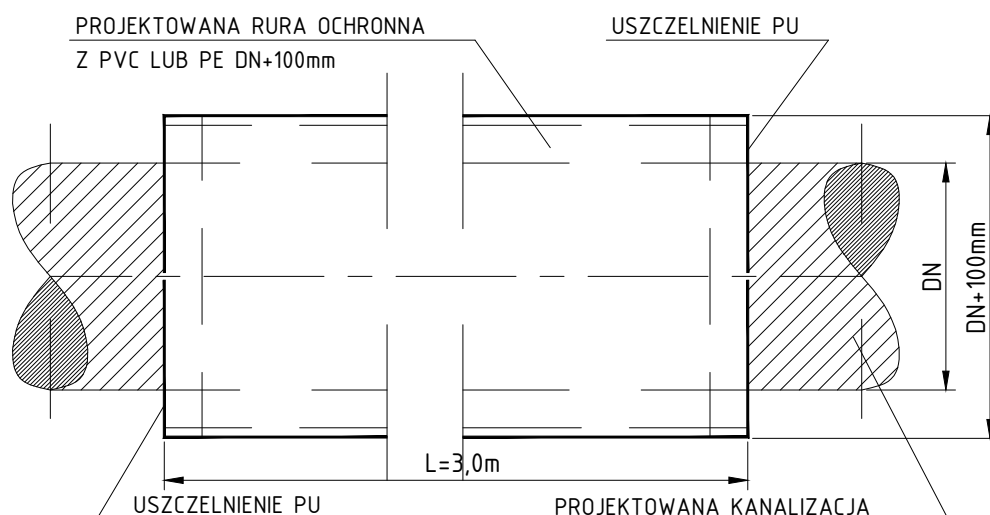 PROJEKTOWANA RURA OCHRONNA
Z PVC LUB PE DN+100mm
USZCZELNIENIE PU
DN
DN+100mm
L=3,0m
USZCZELNIENIE PU
PROJEKTOWANA KANALIZACJA